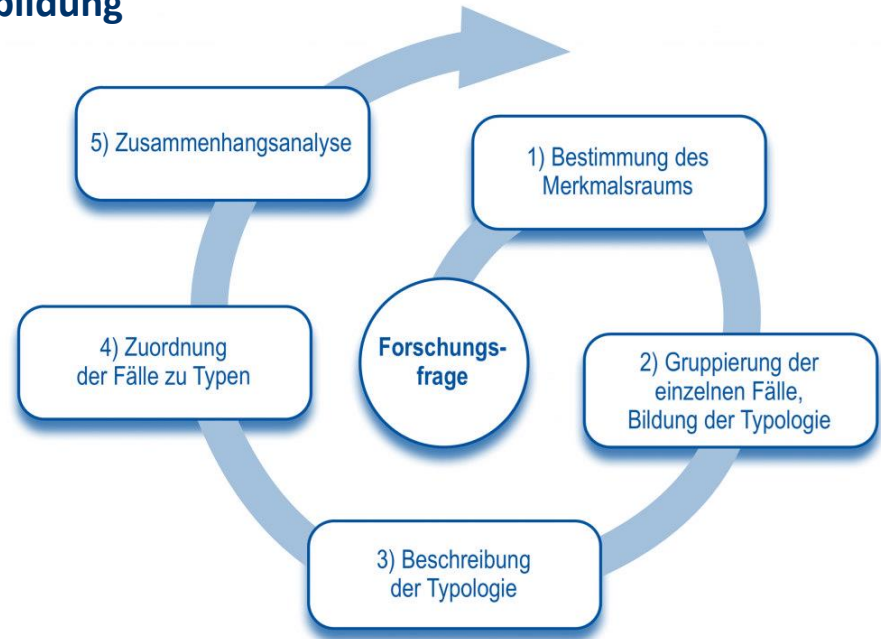 bildung
5) Zusammenhangsanalyse
1) Bestimmung des
Merkmalsraums
Forschungs-
frage
4) Zuordnung
der Fälle zu Typen
2) Gruppierung der
einzelnen Fälle,
Bildung der Typologie
3) Beschreibung
der Typologie